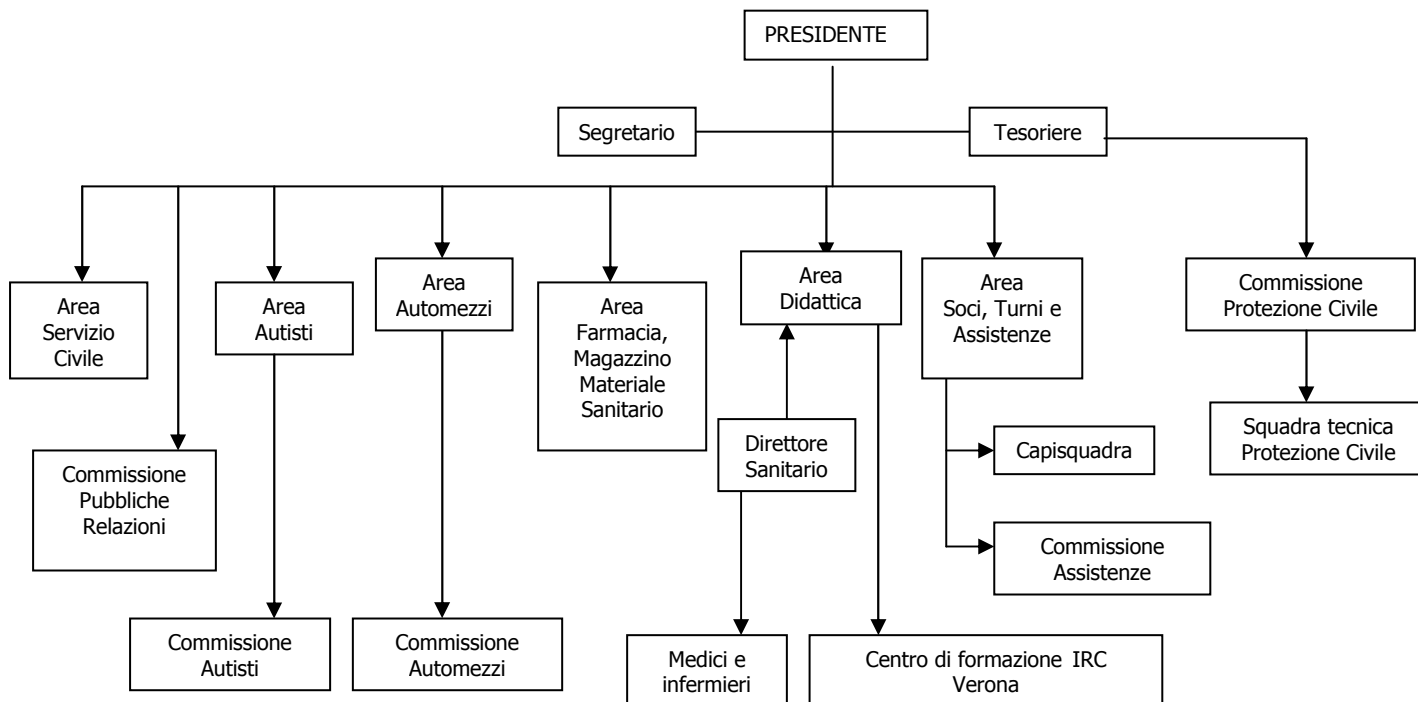 PRESIDENTE
Segretario
Tesoriere
Area
Servizio
Civile
Area
Autisti
Area
Automezzi
Area
Farmacia,
Magazzino
Materiale
Sanitario
Area
Didattica
Area
Soci, Turni e
Assistenze
Commissione
Protezione Civile
Commissione
Pubbliche
Relazioni
Direttore
Sanitario
Capisquadra
Squadra tecnica
Protezione Civile
Commissione
Assistenze
Commissione
Autisti
Commissione
Automezzi
Medici e
infermieri
Centro di formazione IRC
Verona